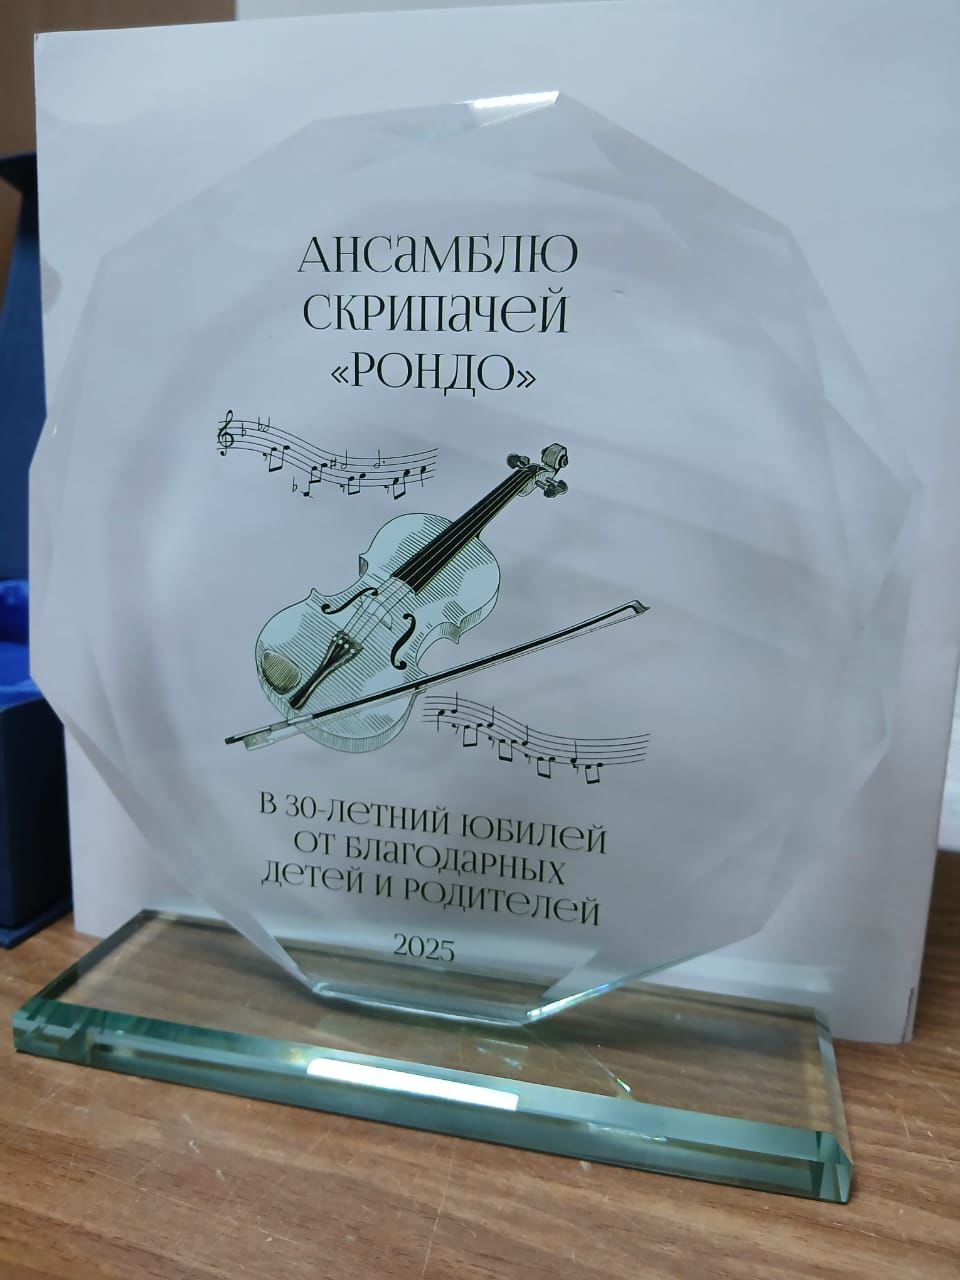 АНСАМБЛЮ
СКРИПАЧЕЙ
«РОНДО»
В 30-ЛЕТНИЙ ЮБИЛЕЙ
ОТ БЛАГОДАРНЫХ
ДЕТЕЙ И РОДИТЕЛЕЙ
2025